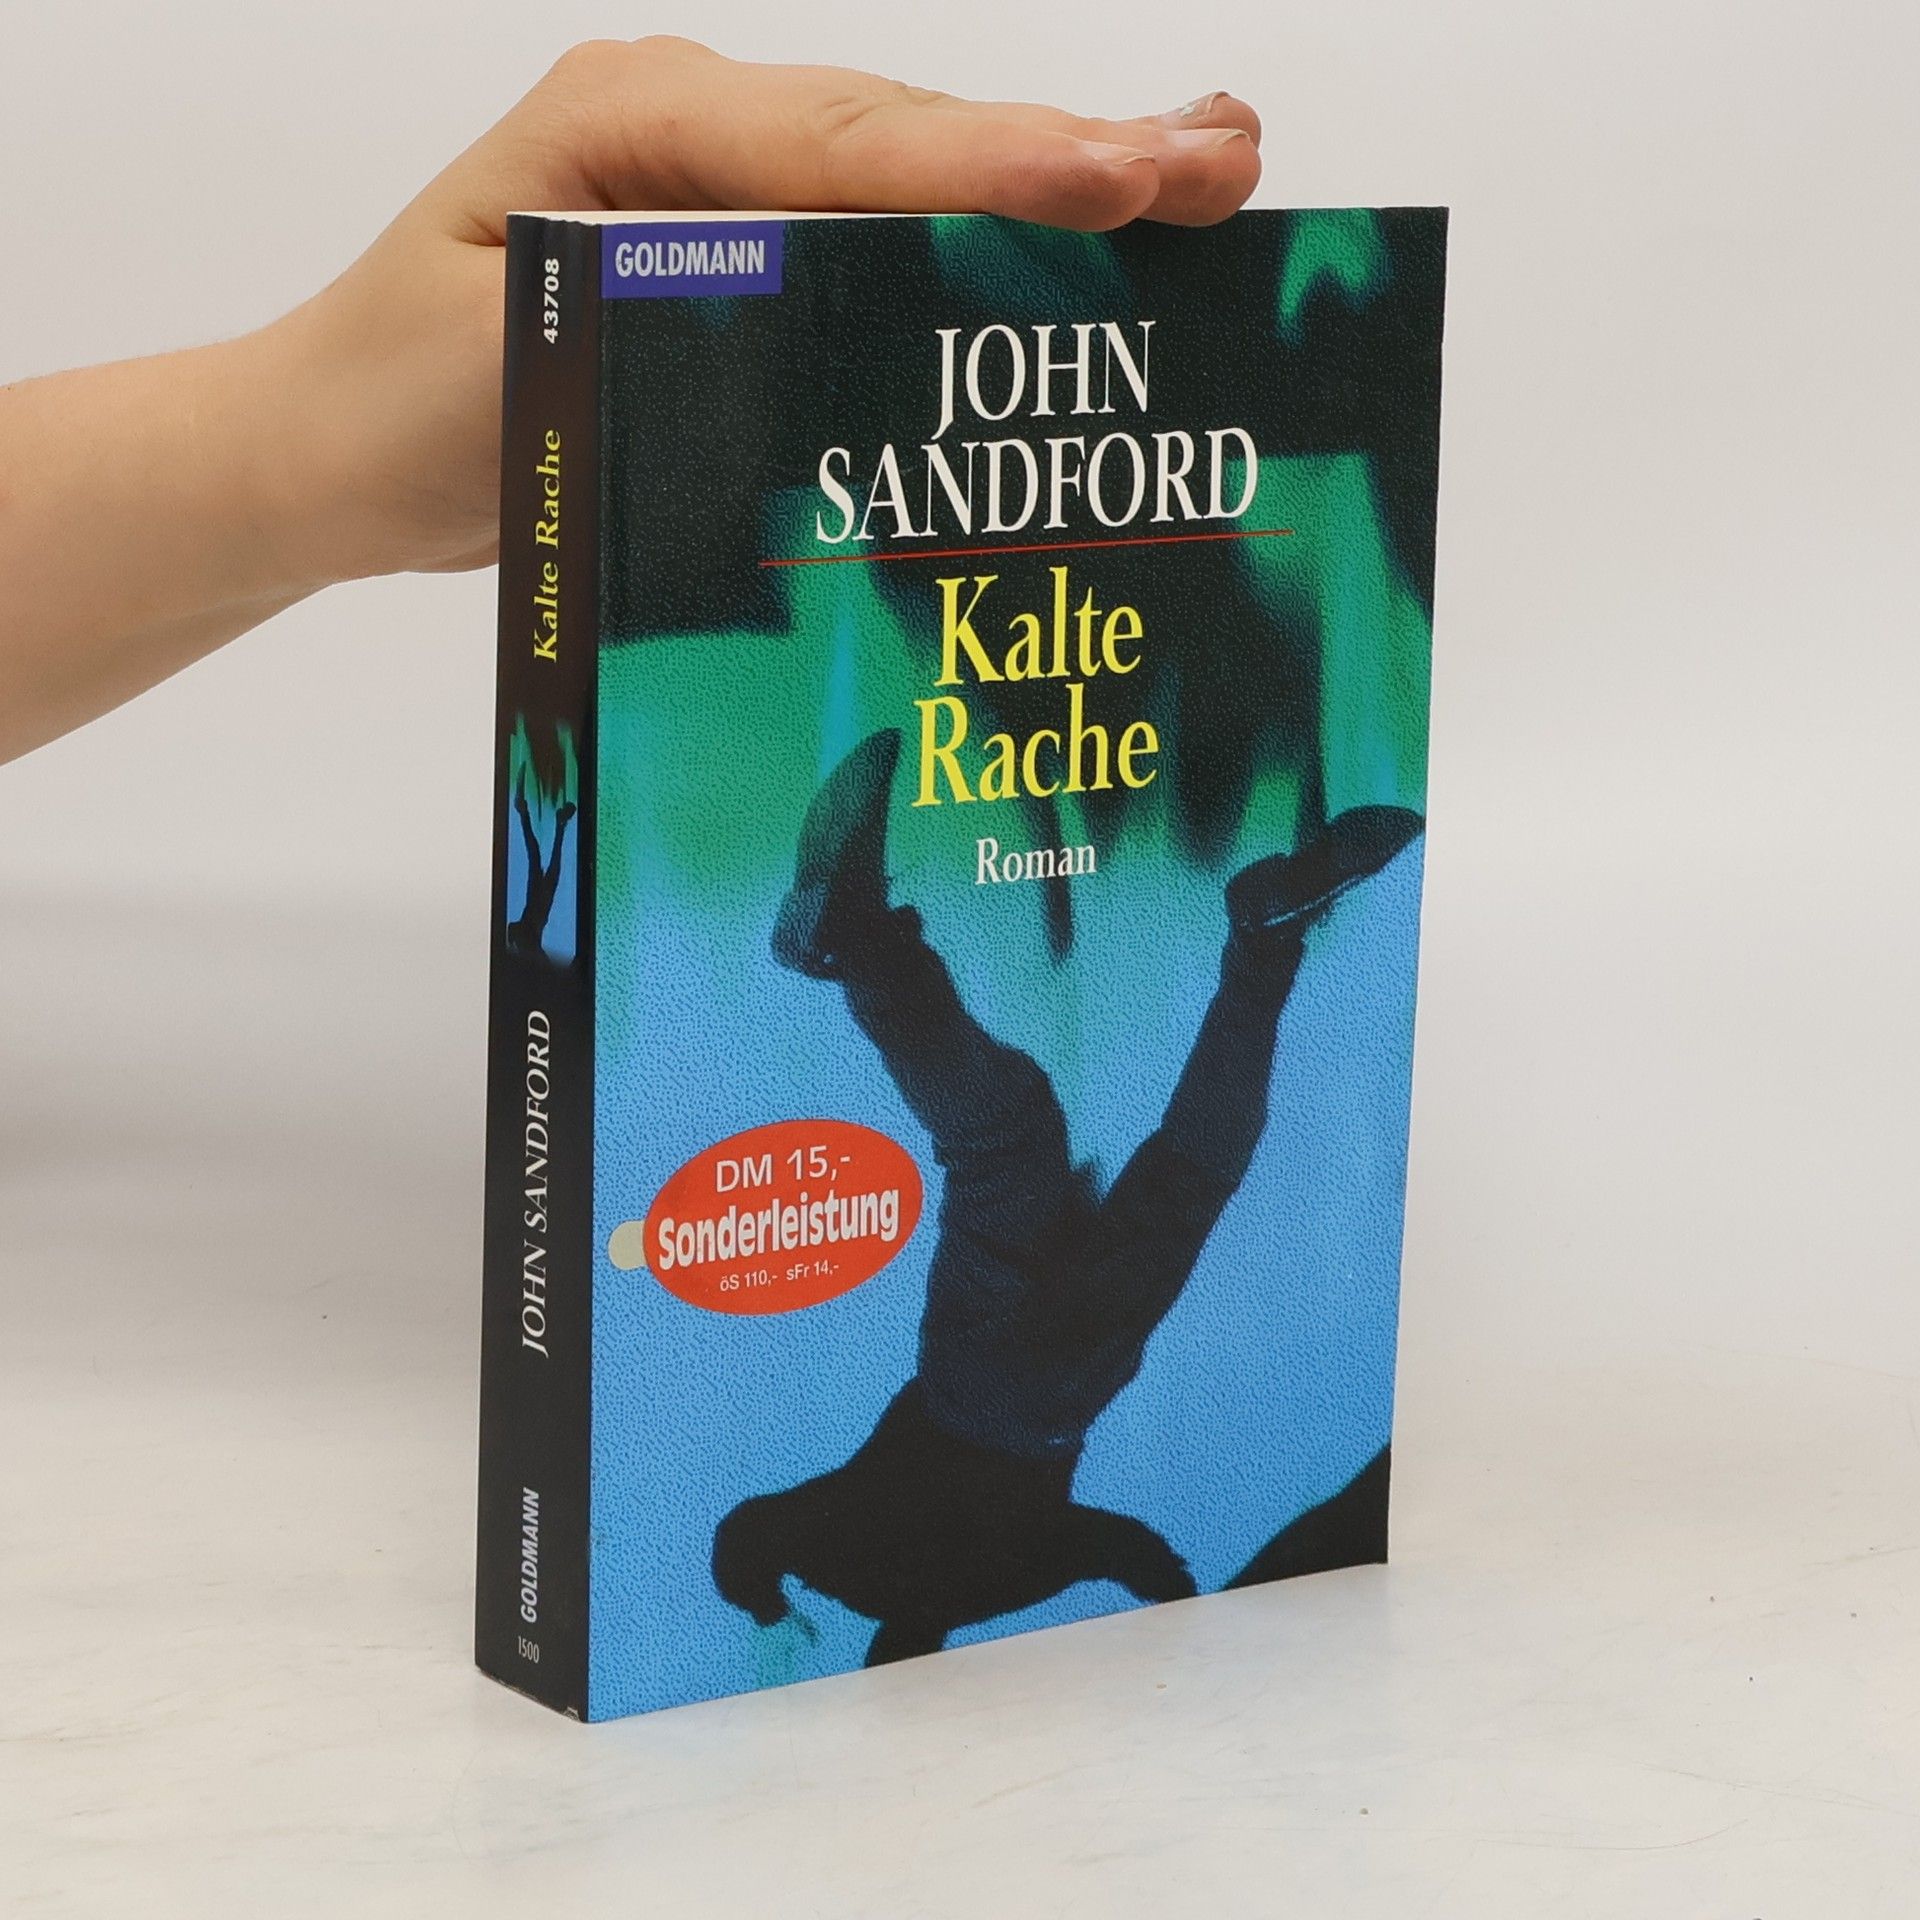 GOLDMANN
JOHN
SANDFORD
Kalte
Rache
Roman
DM 15,-
Sonderleistung
öS 110,- sFr 14,-
43708
Kalte Rache
JOHN SANDFORD
GOLDMANN
1500